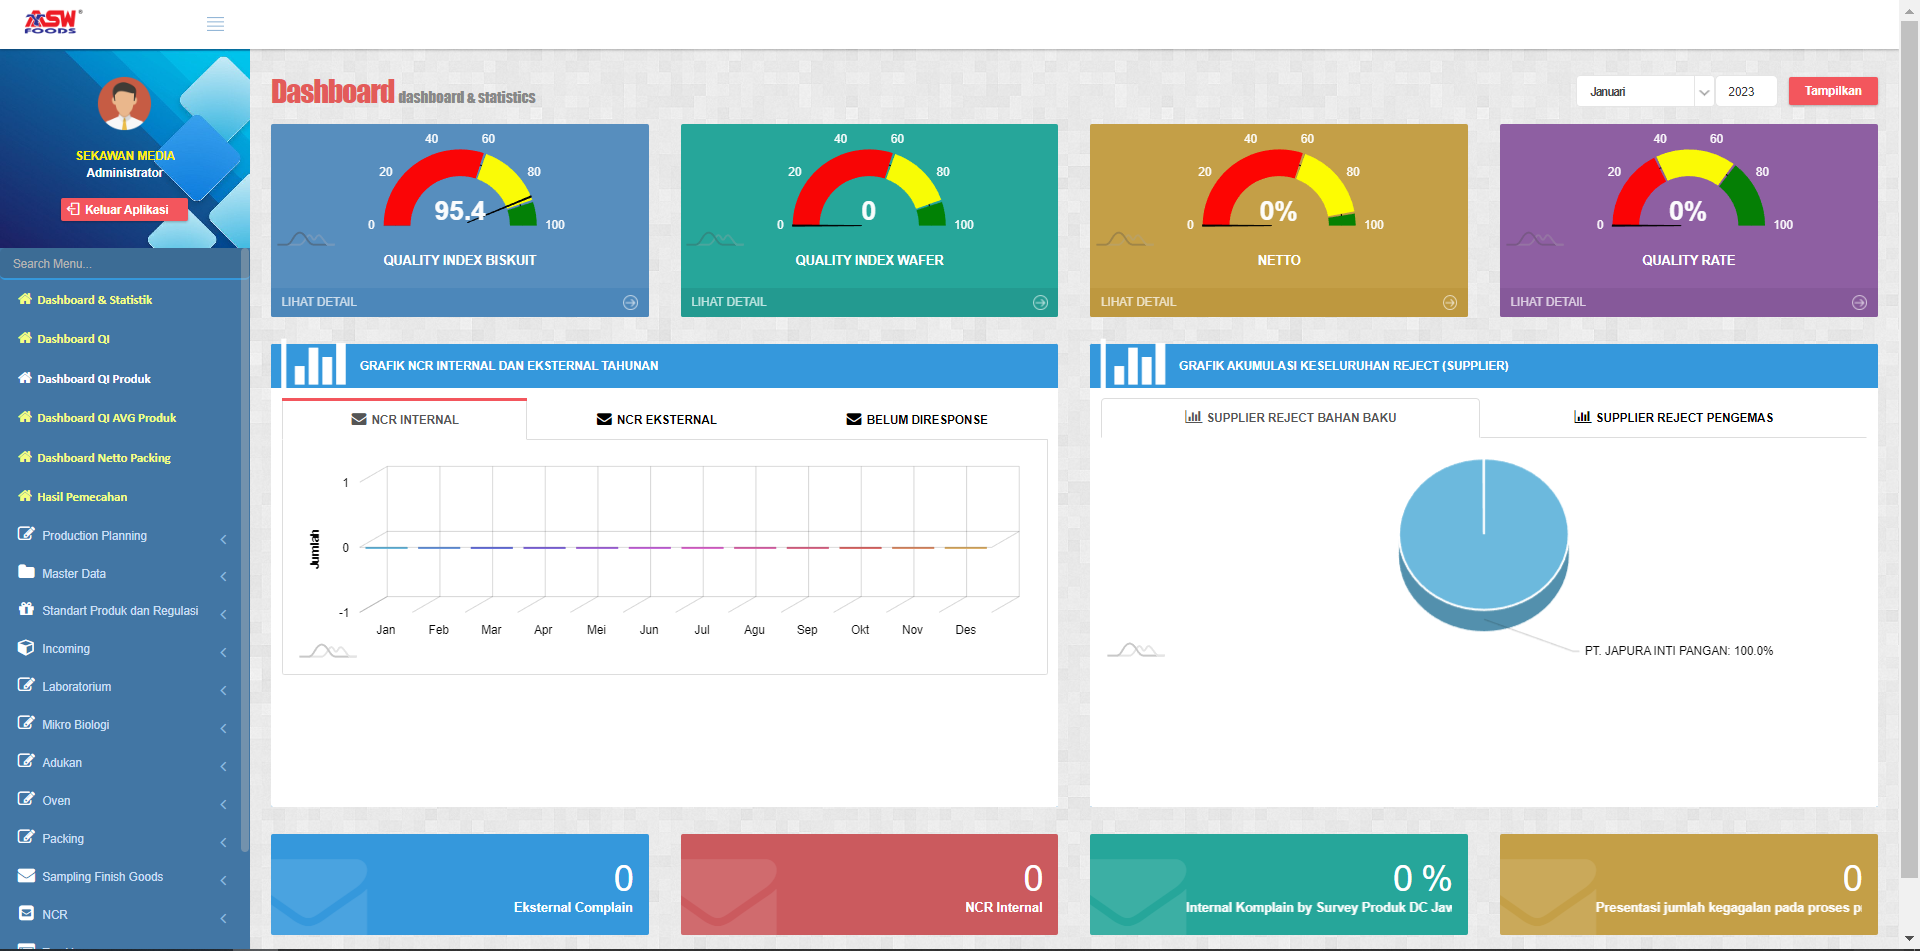 ASW
FOODS
SEKAWAN MEDIA
Administrator
Keluar Aplikasi
Search Menu...
Dashboard & Statistik
Dashboard QI
Dashboard QI Produk
Dashboard QI AVG Produk
Dashboard Netto Packing
Hasil Pemecahan
Production Planning
Master Data
Standart Produk dan Regulasi
Incoming
Laboratorium
Mikro Biologi
Adukan
Oven
Packing
Sampling Finish Goods
NCR
Dashboard dashboard & statistics
Januari
2023
Tampilkan
0 20 40 60 80 100
95.4
QUALITY INDEX BISKUIT
LIHAT DETAIL
0 20 40 60 80 100
0
QUALITY INDEX WAFER
LIHAT DETAIL
0 20 40 60 80 100
0%
NETTO
LIHAT DETAIL
0 20 40 60 80 100
0%
QUALITY RATE
LIHAT DETAIL
GRAFIK NCR INTERNAL DAN EKSTERNAL TAHUNAN
NCR INTERNAL
NCR EKSTERNAL
BELUM DIRESPONSE
Jumlah
1
0
-1
Jan Feb Mar Apr Mei Jun Jul Agu Sep Okt Nov Des
GRAFIK AKUMULASI KESELURUHAN REJECT (SUPPLIER)
SUPPLIER REJECT BAHAN BAKU
SUPPLIER REJECT PENGEMAS
PT. JAPURA INTI PANGAN: 100.0%
0
Eksternal Complain
0
NCR Internal
0 %
Internal Komplain by Survey Produk DC Jaw
0
Presentasi jumlah kegagalan pada proses p